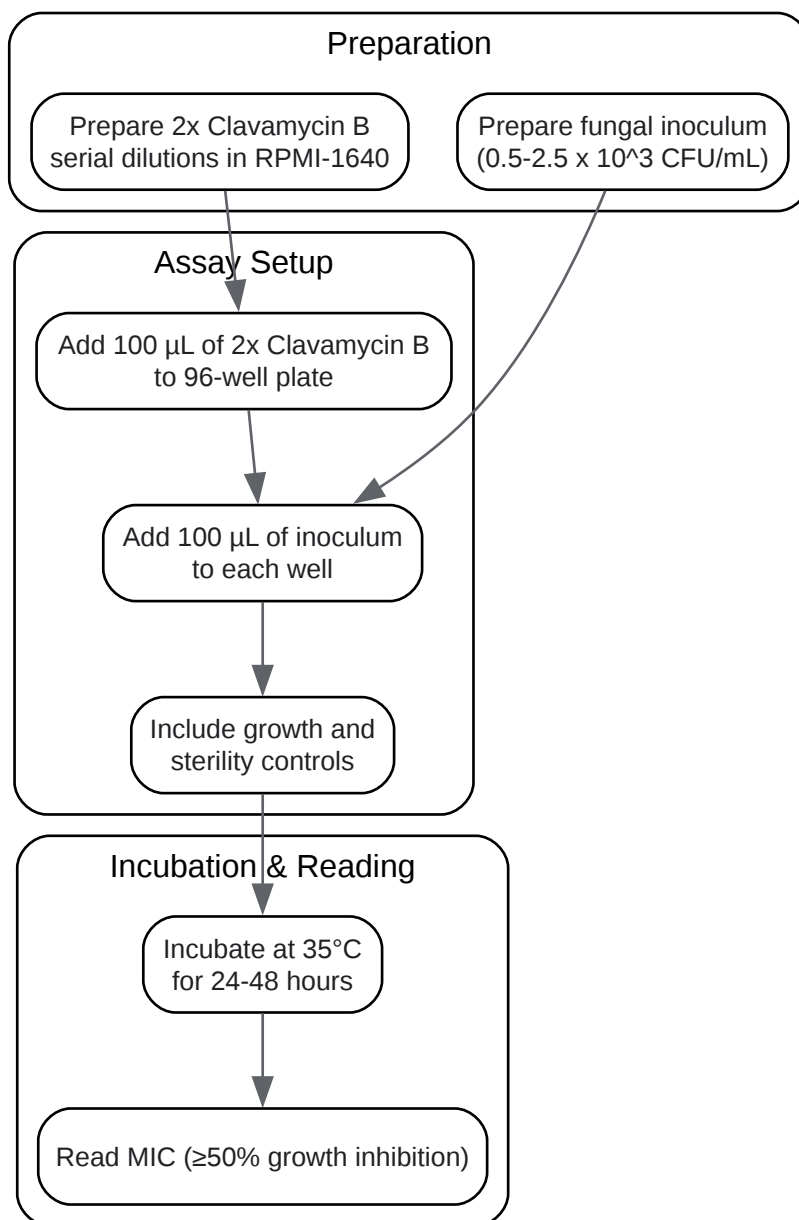 Preparation
Prepare 2x Clavamycin B
serial dilutions in RPMI-1640
Prepare fungal inoculum
(0.5-2.5 x 10^3 CFU/mL)
Assay Setup
Add 100 µL of 2x Clavamycin B
to 96-well plate
Add 100 µL of inoculum
to each well
Include growth and
sterility controls
Incubation & Reading
Incubate at 35°C
for 24-48 hours
Read MIC (≥50% growth inhibition)